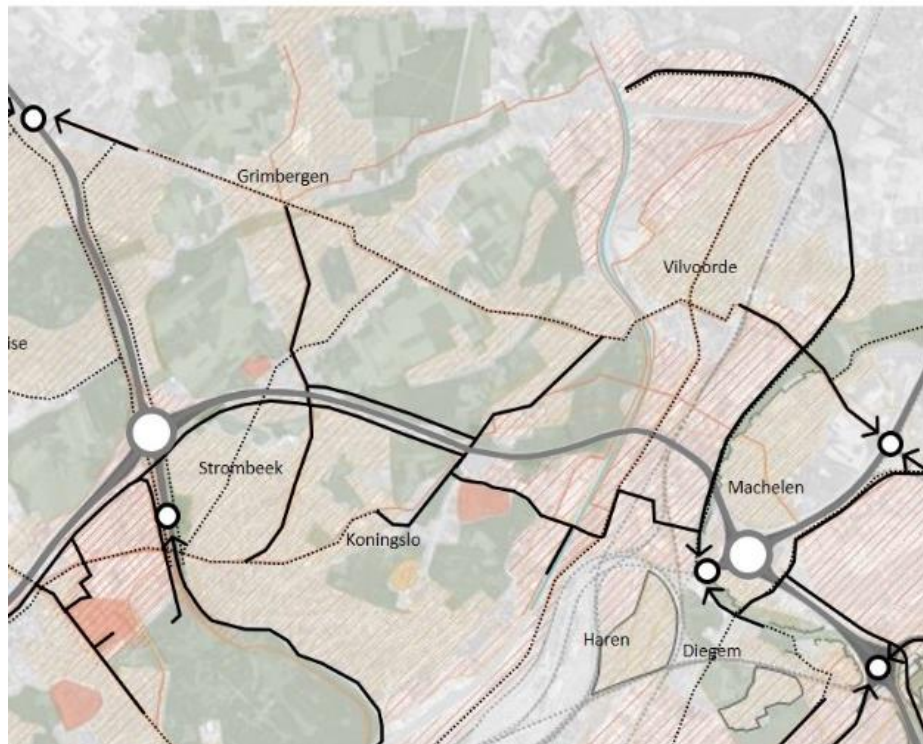 Grimbergen
Vilvoorde
ise
Strombeek
Machelen
Koningslo
Haren
Diegem